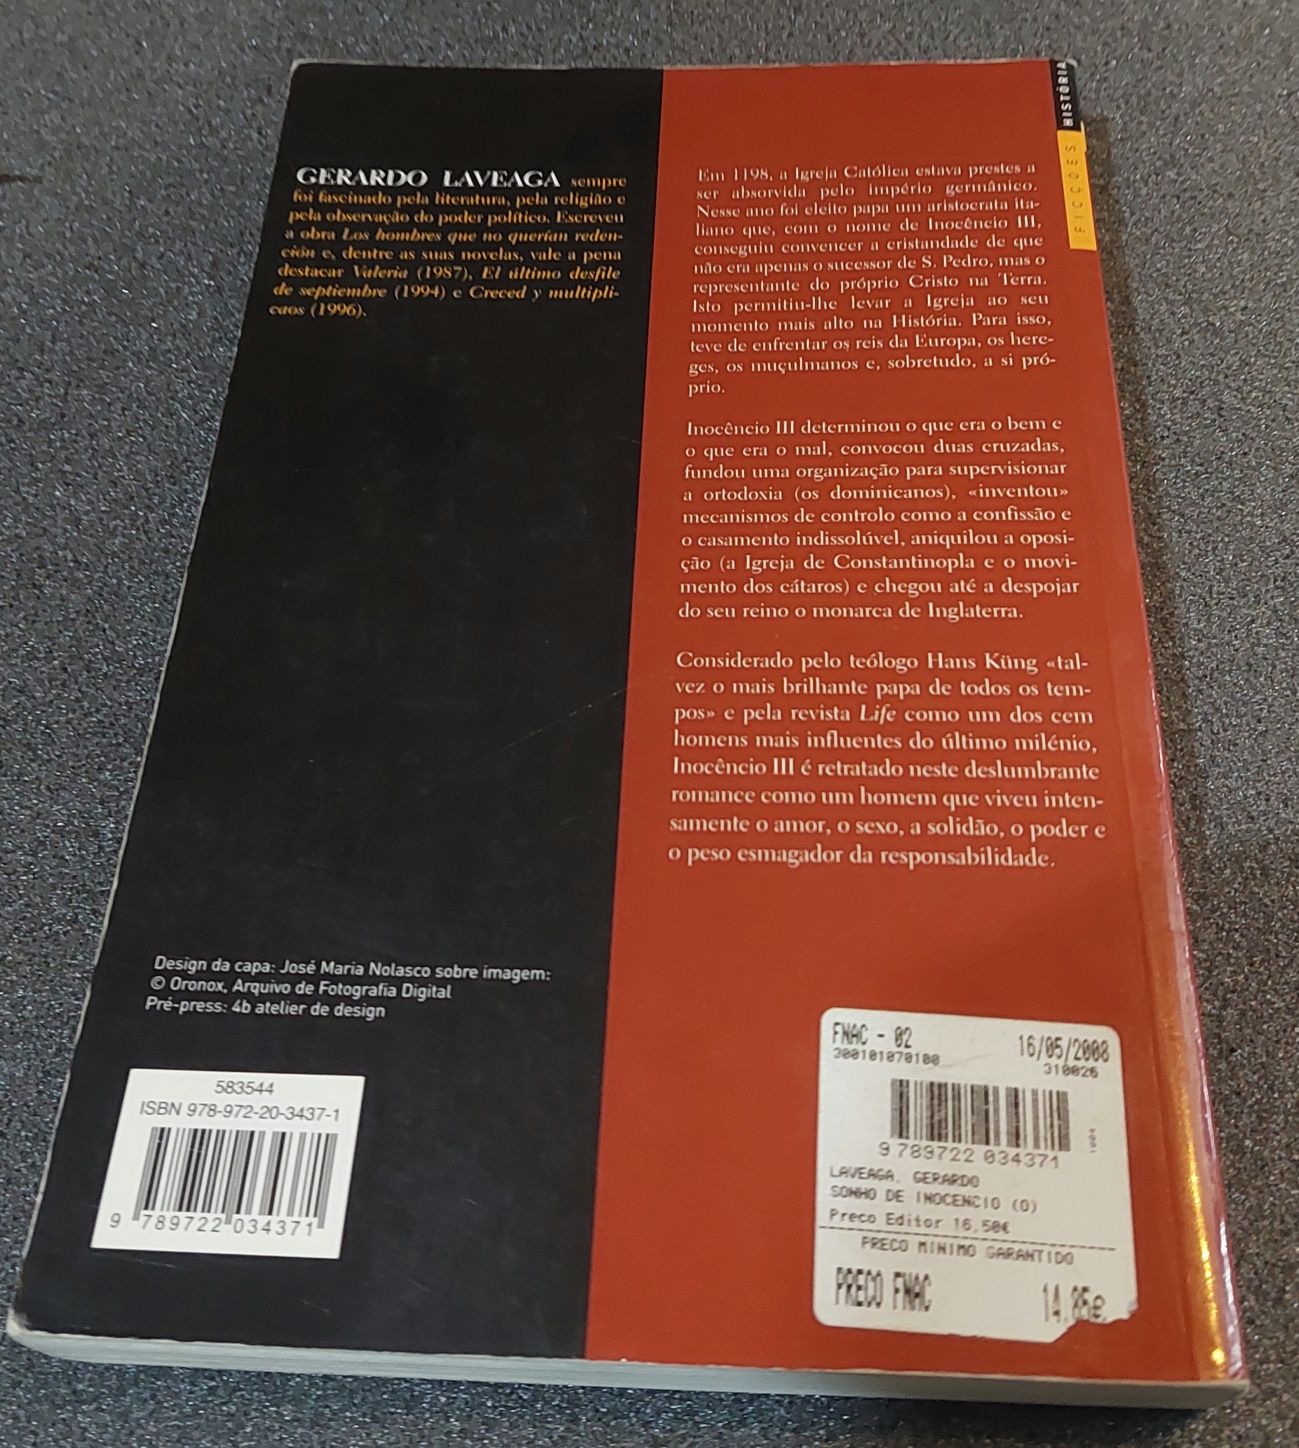 GERARDO LAVEAGA sempre
foi fascinado pela literatura, pela religião e
pela observação do poder político. Escreveu
a obra Los hombres que no querían reden-
ción e, dentre as suas novelas, vale a pena
destacar Valeria (1987), El último desfile
de septiembre (1994) e Creced y multipli-
caos (1996).
Design da capa: José Maria Nolasco sobre imagem:
© Oronox, Arquivo de Fotografia Digital
Pré-press: 4b atelier de design
583544
ISBN 978-972-20-3437-1
9 789722 034371
FICÇÕES HISTÓRIA
Em 1198, a Igreja Católica estava prestes a
ser absorvida pelo império germânico.
Nesse ano foi eleito papa um aristocrata ita-
liano que, com o nome de Inocêncio III,
conseguiu convencer a cristandade de que
não era apenas o sucessor de S. Pedro, mas o
representante do próprio Cristo na Terra.
Isto permitiu-lhe levar a Igreja ao seu
momento mais alto na História. Para isso,
teve de enfrentar os reis da Europa, os here-
ges, os muçulmanos e, sobretudo, a si pró-
prio.
Inocêncio III determinou o que era o bem e
o que era o mal, convocou duas cruzadas,
fundou uma organização para supervisionar
a ortodoxia (os dominicanos), «inventou»
mecanismos de controlo como a confissão e
o casamento indissolúvel, aniquilou a oposi-
ção (a Igreja de Constantinopla e o movi-
mento dos cátaros) e chegou até a despojar
do seu reino o monarca de Inglaterra.
Considerado pelo teólogo Hans Küng «tal-
vez o mais brilhante papa de todos os tem-
pos» e pela revista Life como um dos cem
homens mais influentes do último milénio,
Inocêncio III é retratado neste deslumbrante
romance como um homem que viveu inten-
samente o amor, o sexo, a solidão, o poder e
o peso esmagador da responsabilidade.
FNAC - 02 16/05/2008
300101070100 310026
9 789722 034371
LAVEAGA, GERARDO
SONHO DE INOCENCIO (O)
Preco Editor 16,50€
PRECO MINIMO GARANTIDO
PRECO FNAC 14,85€